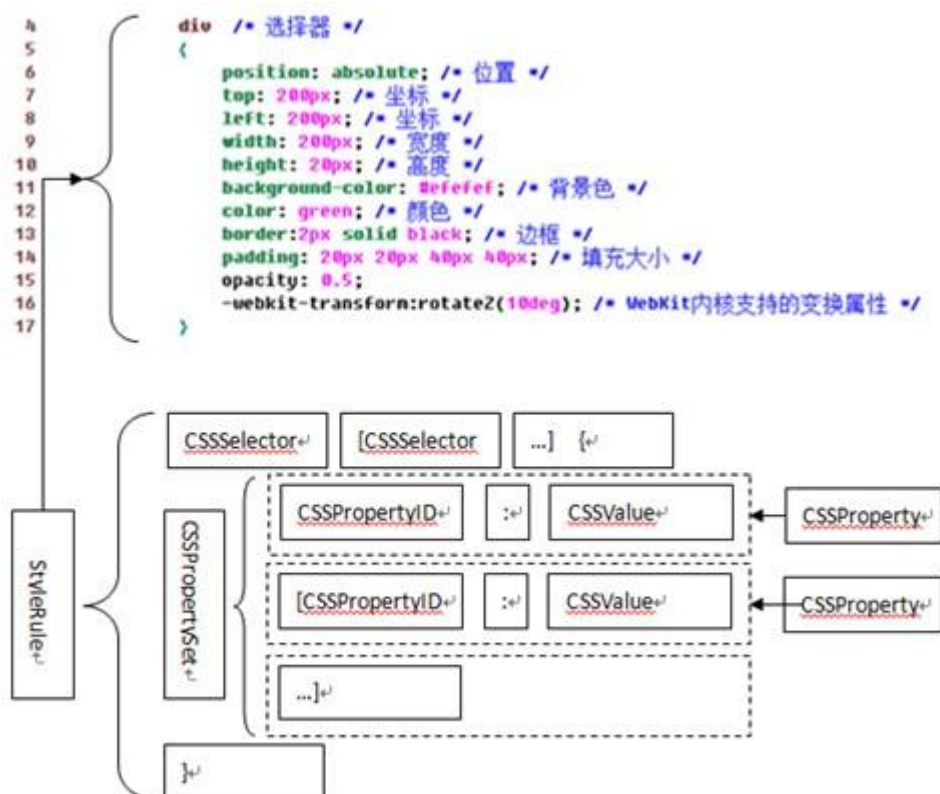 4 div /* 选择器 */
5 {
6 position: absolute; /* 位置 */
7 top: 200px; /* 坐标 */
8 left: 200px; /* 坐标 */
9 width: 200px; /* 宽度 */
10 height: 20px; /* 高度 */
11 background-color: #efefef; /* 背景色 */
12 color: green; /* 颜色 */
13 border:2px solid black; /* 边框 */
14 padding: 20px 20px 40px 40px; /* 填充大小 */
15 opacity: 0.5;
16 -webkit-transform:rotateZ(10deg); /* WebKit内核支持的变换属性 */
17 }
CSSSelector↵ [CSSSelector ...] {↵
CSSPropertyID↵ :↵ CSSValue↵ CSSProperty
StyleRule↵
CSSPropertySet↵
[CSSPropertyID↵ :↵ CSSValue↵ CSSProperty
...]↵
}↵